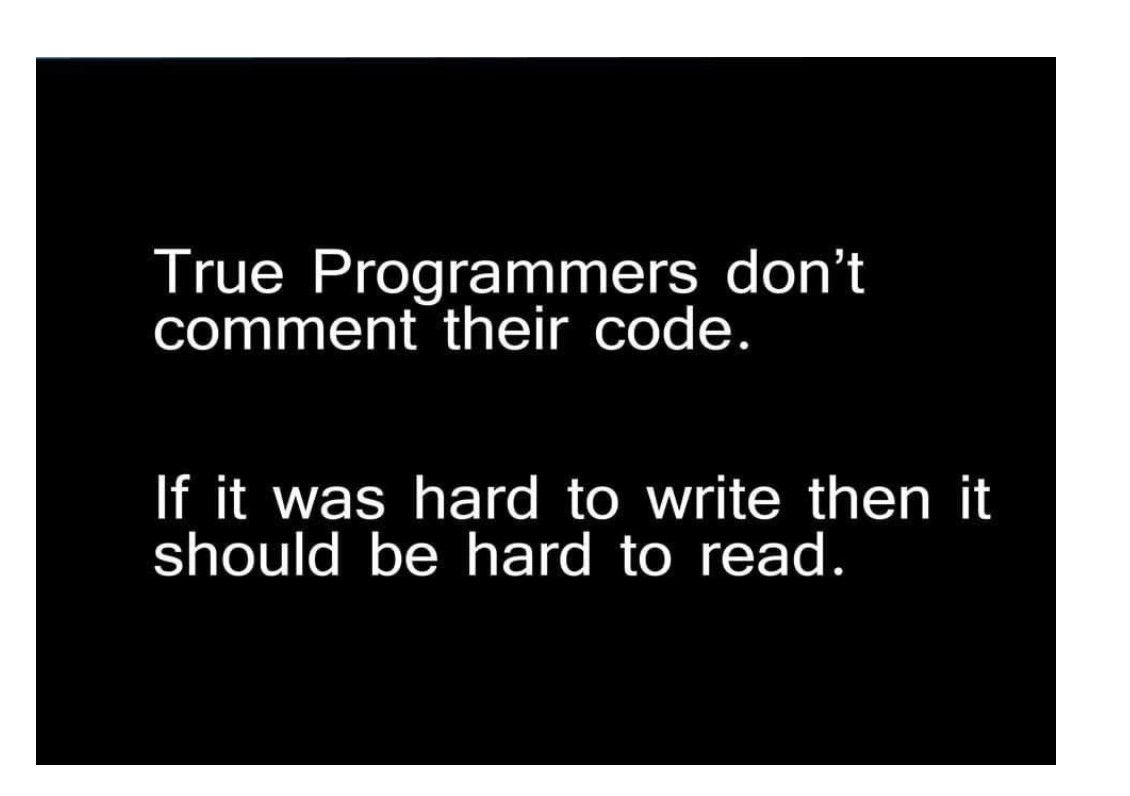 True Programmers don’t
comment their code.
If it was hard to write then it
should be hard to read.